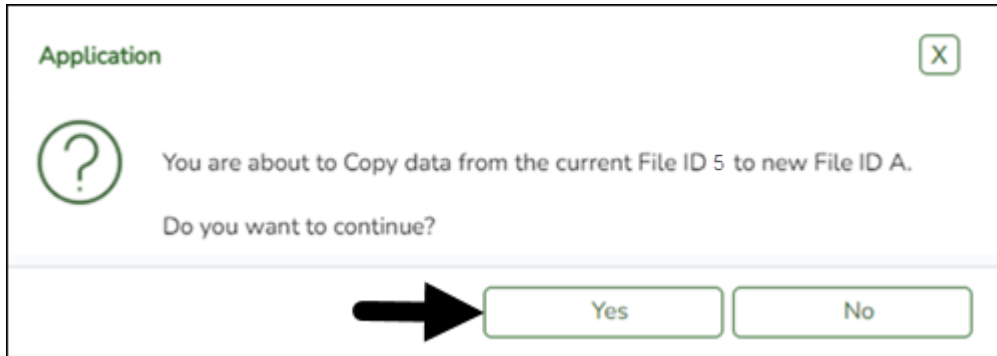 Application
X
?
You are about to Copy data from the current File ID 5 to new File ID A.
Do you want to continue?
Yes
No